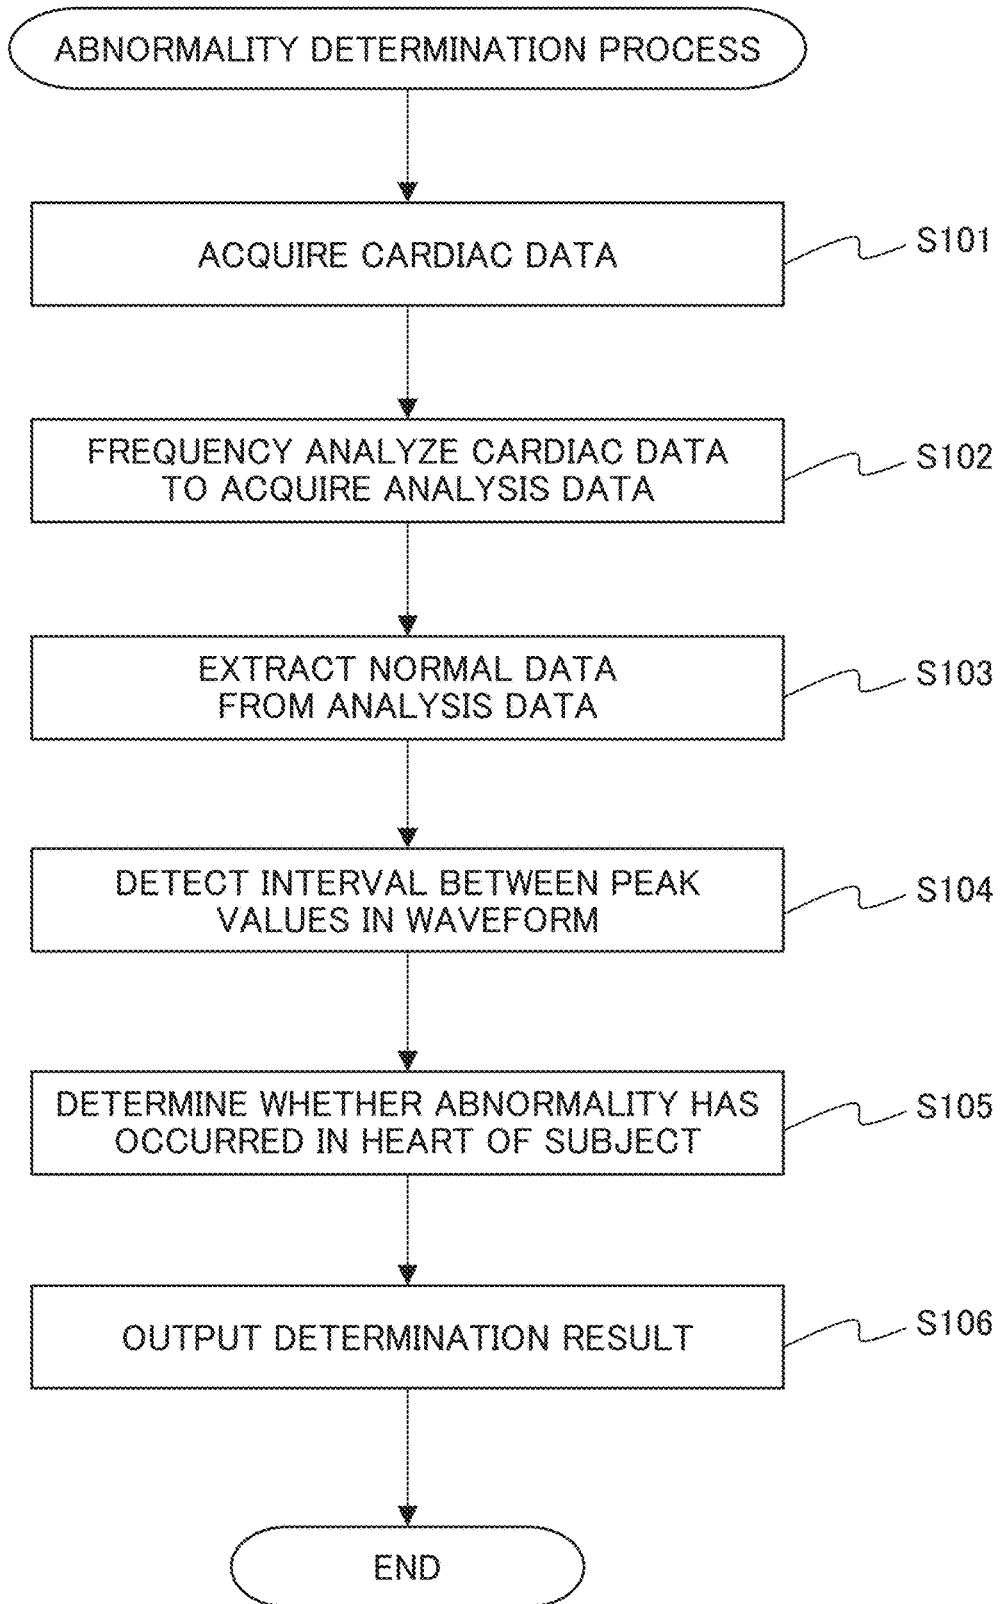 ABNORMALITY DETERMINATION PROCESS
ACQUIRE CARDIAC DATA
S101
FREQUENCY ANALYZE CARDIAC DATA
TO ACQUIRE ANALYSIS DATA
S102
EXTRACT NORMAL DATA
FROM ANALYSIS DATA
S103
DETECT INTERVAL BETWEEN PEAK
VALUES IN WAVEFORM
S104
DETERMINE WHETHER ABNORMALITY HAS
OCCURRED IN HEART OF SUBJECT
S105
OUTPUT DETERMINATION RESULT
S106
END